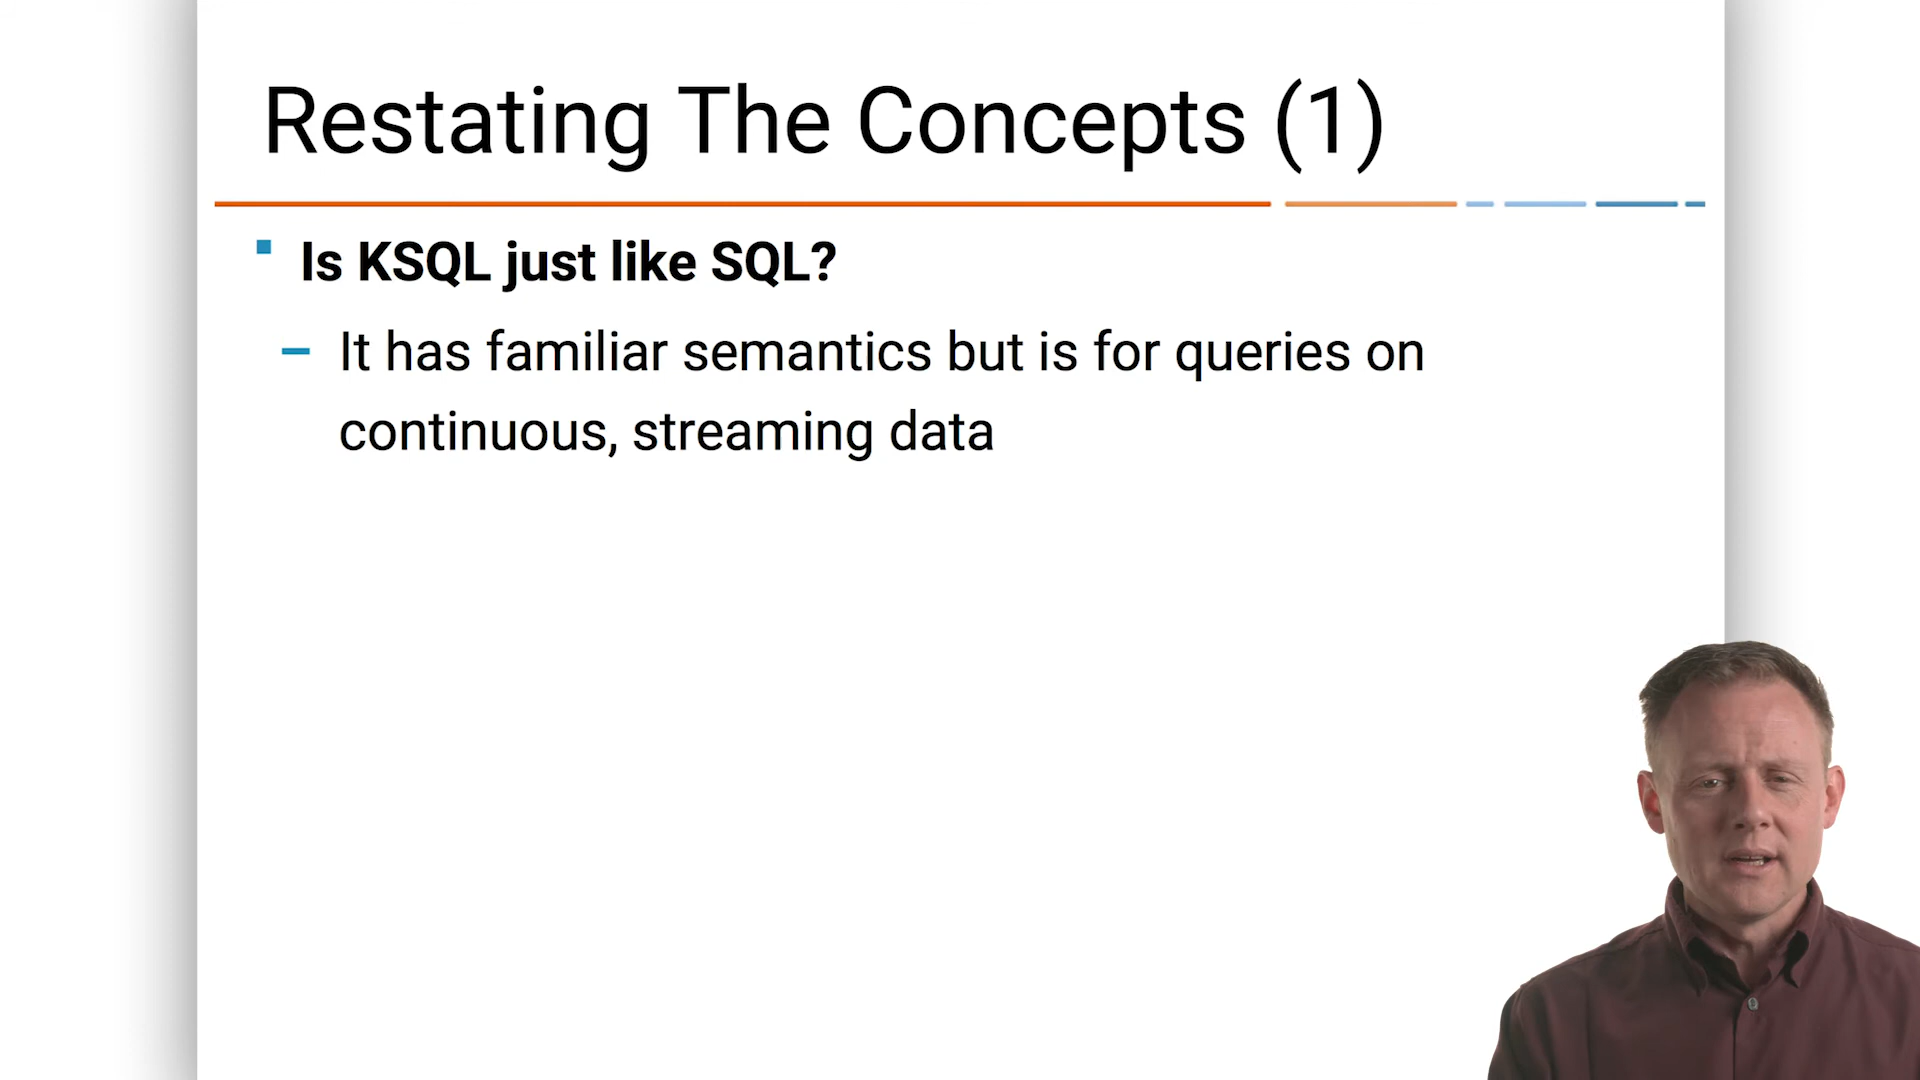 Restating The Concepts (1)
Is KSQL just like SQL?
It has familiar semantics but is for queries on
continuous, streaming data